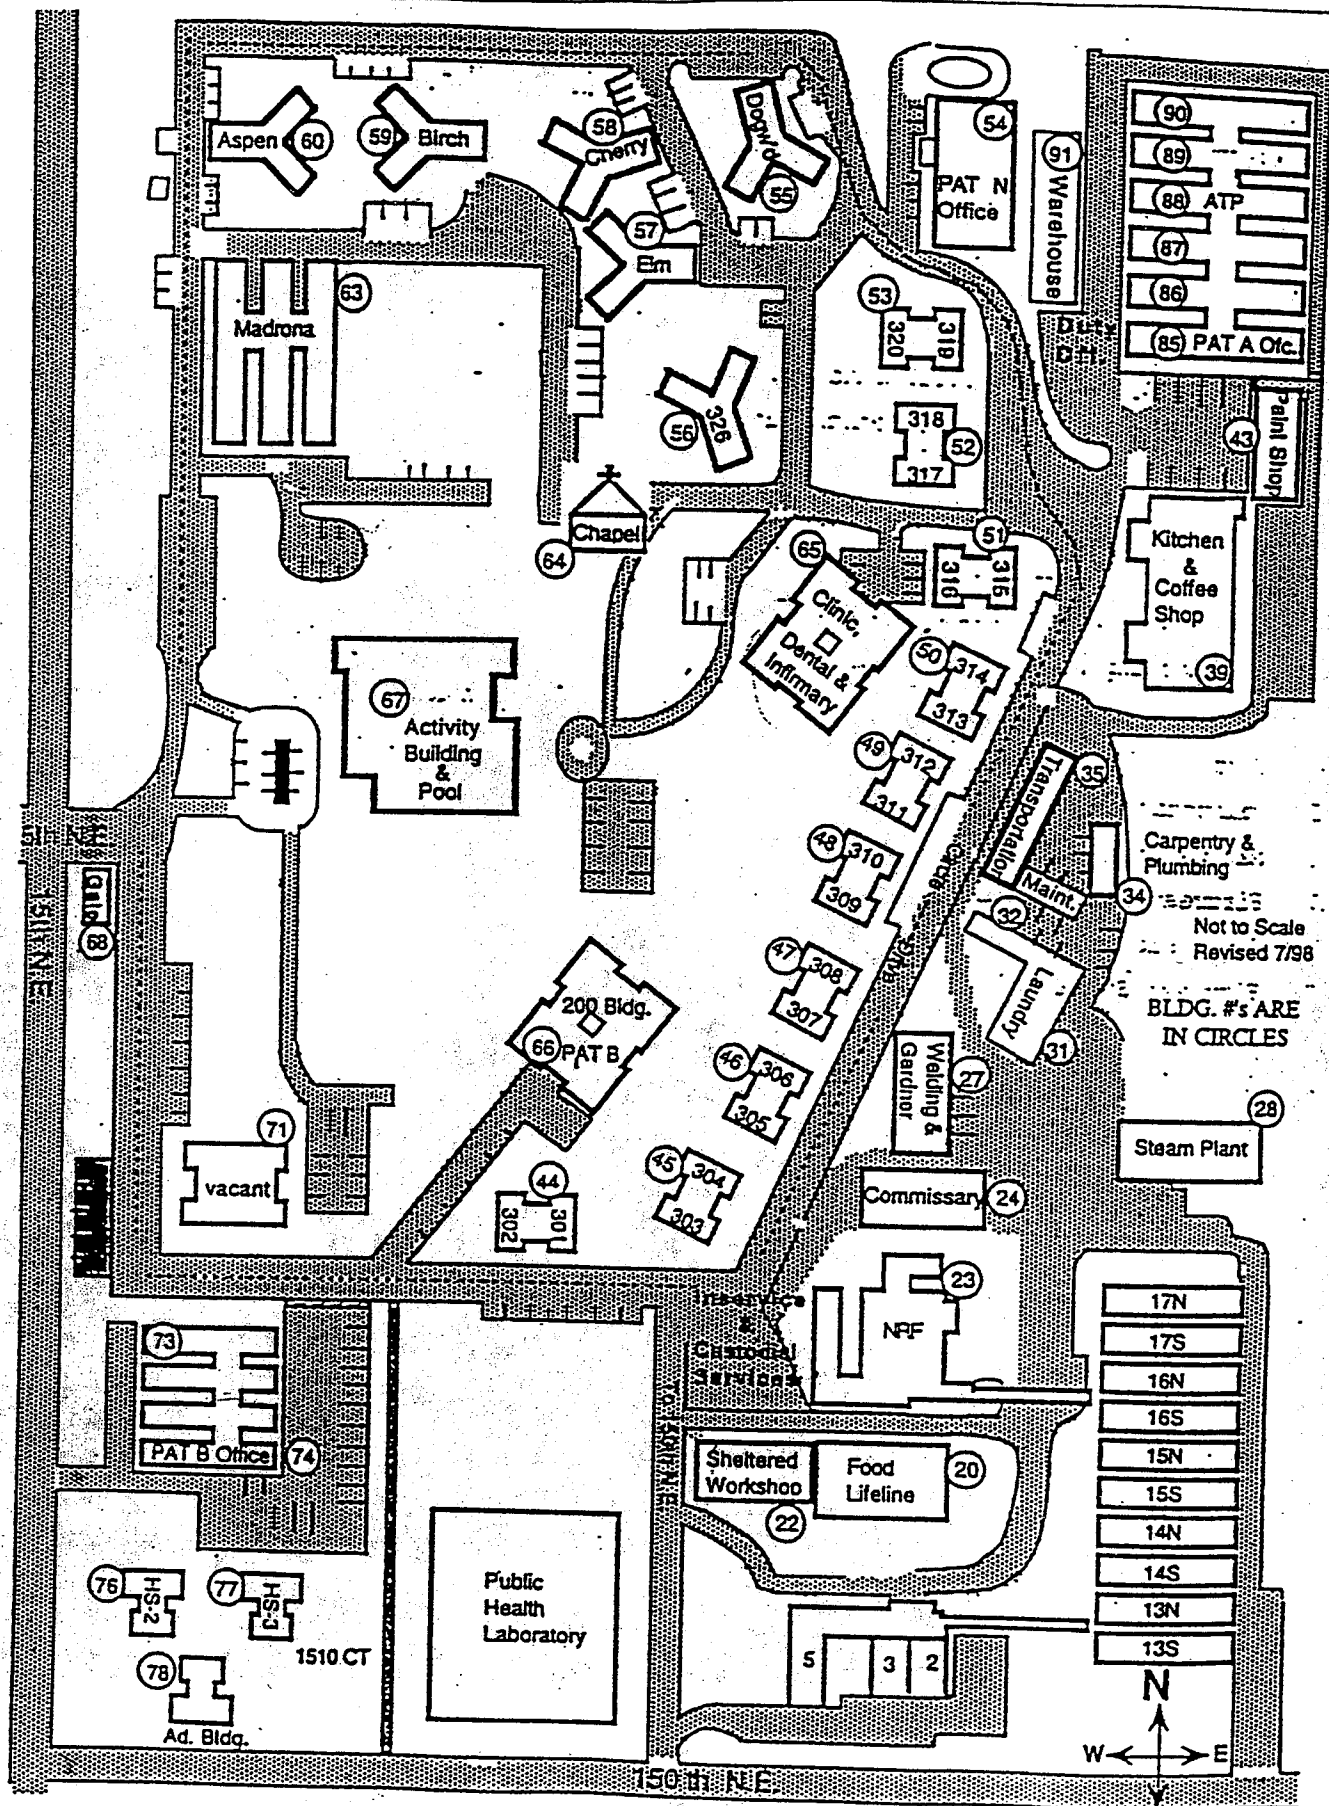 Aspen
60
59
Birch
58
Cherry
55
57
Elm
54
PAT N
Office
91
Warehouse
90
89
88
ATP
87
86
85
PAT A Ofc.
63
Madrona
53
320
319
318
52
317
56
326
43
Paint Shop
Chapel
64
65
Clinic,
Dental &
Infirmary
51
316
315
Kitchen
&
Coffee
Shop
39
50
314
313
67
Activity
Building
&
Pool
49
312
311
35
Transportation
48
310
309
Circle
Drive
Maint.
34
Carpentry &
Plumbing
32
Not to Scale
Revised 7/98
BLDG. #'s ARE
IN CIRCLES
68
15th N.E.
47
308
307
Laundry
31
200 Bldg.
66
PAT B
46
306
305
Welding &
Gardner
27
28
Steam Plant
71
vacant
45
304
303
44
302
301
Commissary
24
23
NRF
Inservice
&
Custodial
Services
17N
17S
16N
16S
15N
15S
14N
14S
13N
13S
73
PAT B Office
74
Sheltered
Workshop
22
Food
Lifeline
20
76
HS-2
77
HS-3
1510 CT
78
Ad. Bldg.
Public
Health
Laboratory
5
3
2
N
W
E
150th N.E.